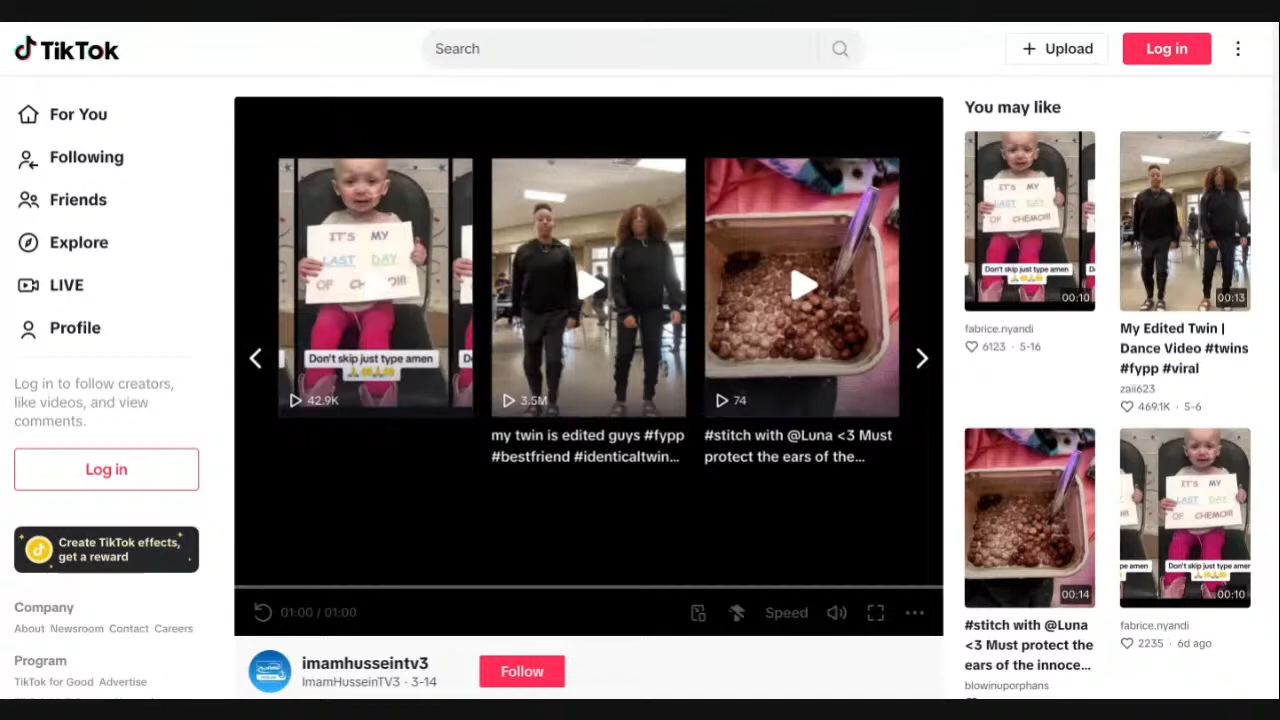 TikTok
Search
Upload
Log in
For You
Following
Friends
Explore
LIVE
Profile
Log in to follow creators,
like videos, and view
comments.
Log in
Create TikTok effects,
get a reward
Company
About Newsroom Contact Careers
Program
TikTok for Good Advertise
IT'S MY
LAST DAY
OF CH O!!!
Don't skip just type amen
42.9K
3.5M
my twin is edited guys #fypp
#bestfriend #identicaltwin...
74
#stitch with @Luna <3 Must
protect the ears of the...
01:00 / 01:00
Speed
imamhusseintv3
ImamHusseinTV3 · 3-14
Follow
You may like
IT'S MY
LAST DAY
OF CHEMO!!!
Don't skip just type amen
00:10
fabrice.nyandi
6123 · 5-16
00:13
My Edited Twin |
Dance Video #twins
#fypp #viral
zaii623
469.1K · 5-6
00:14
#stitch with @Luna
<3 Must protect the
ears of the innoce...
blowinuporphans
IT'S MY
LAST DAY
OF CHEMO!!!
pe amen
Don't skip just type amer
00:10
fabrice.nyandi
2235 · 6d ago